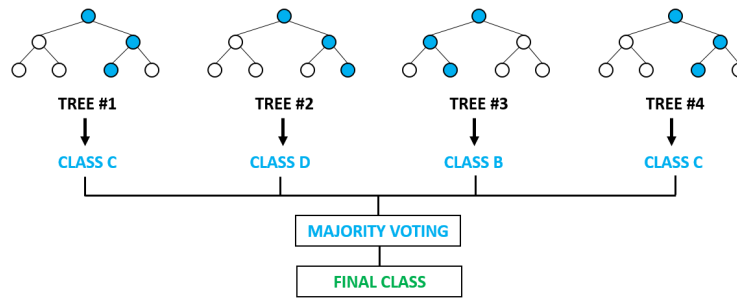 TREE #1
TREE #2
TREE #3
TREE #4
CLASS C
CLASS D
CLASS B
CLASS C
MAJORITY VOTING
FINAL CLASS